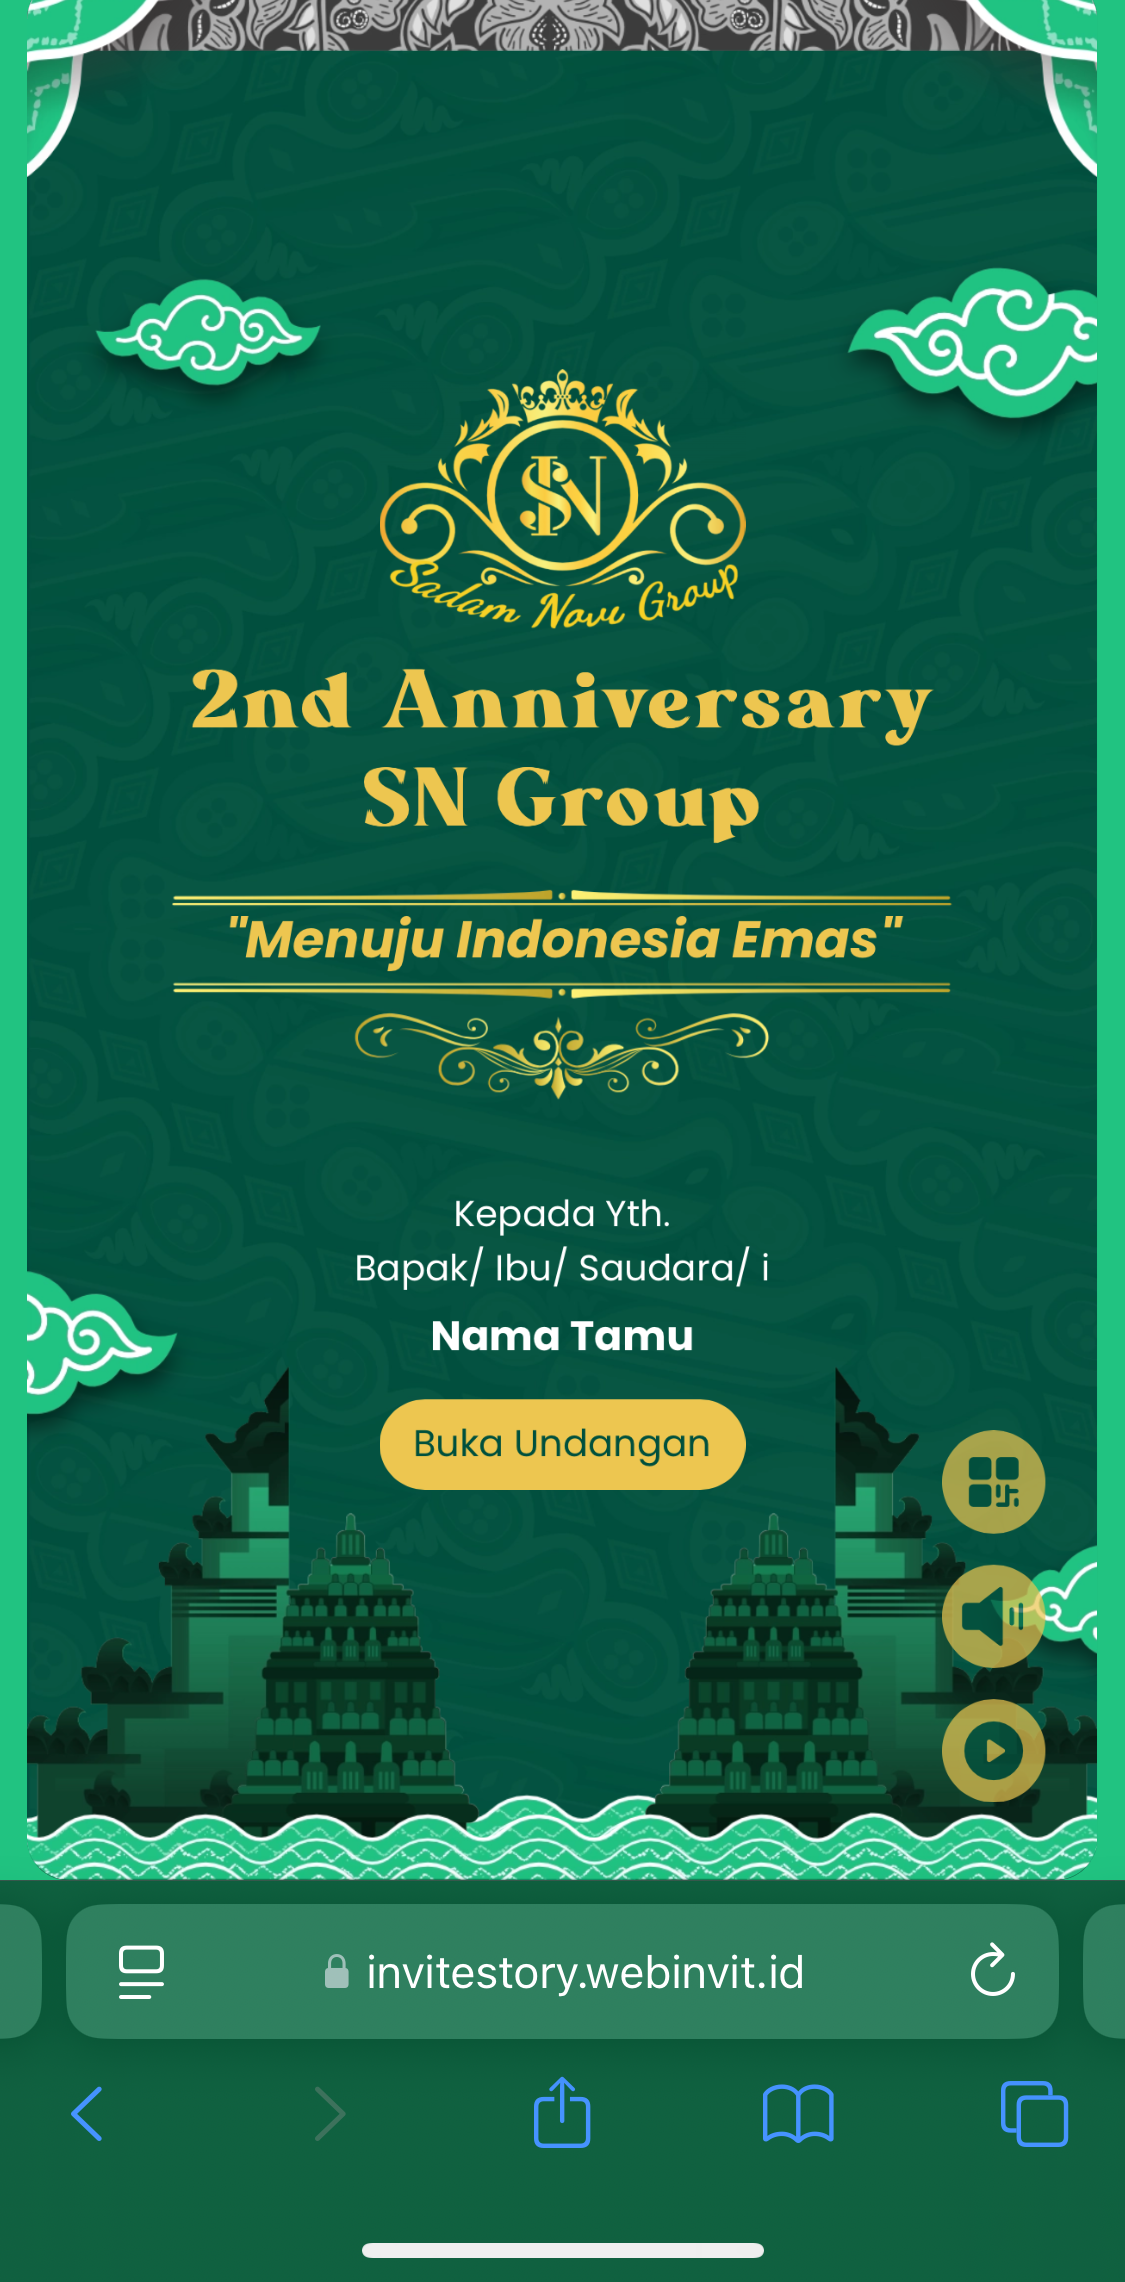 SN
Sadam Novi Group
2nd Anniversary
SN Group
"Menuju Indonesia Emas"
Kepada Yth.
Bapak/ Ibu/ Saudara/ i
Nama Tamu
Buka Undangan
invitestory.webinvit.id